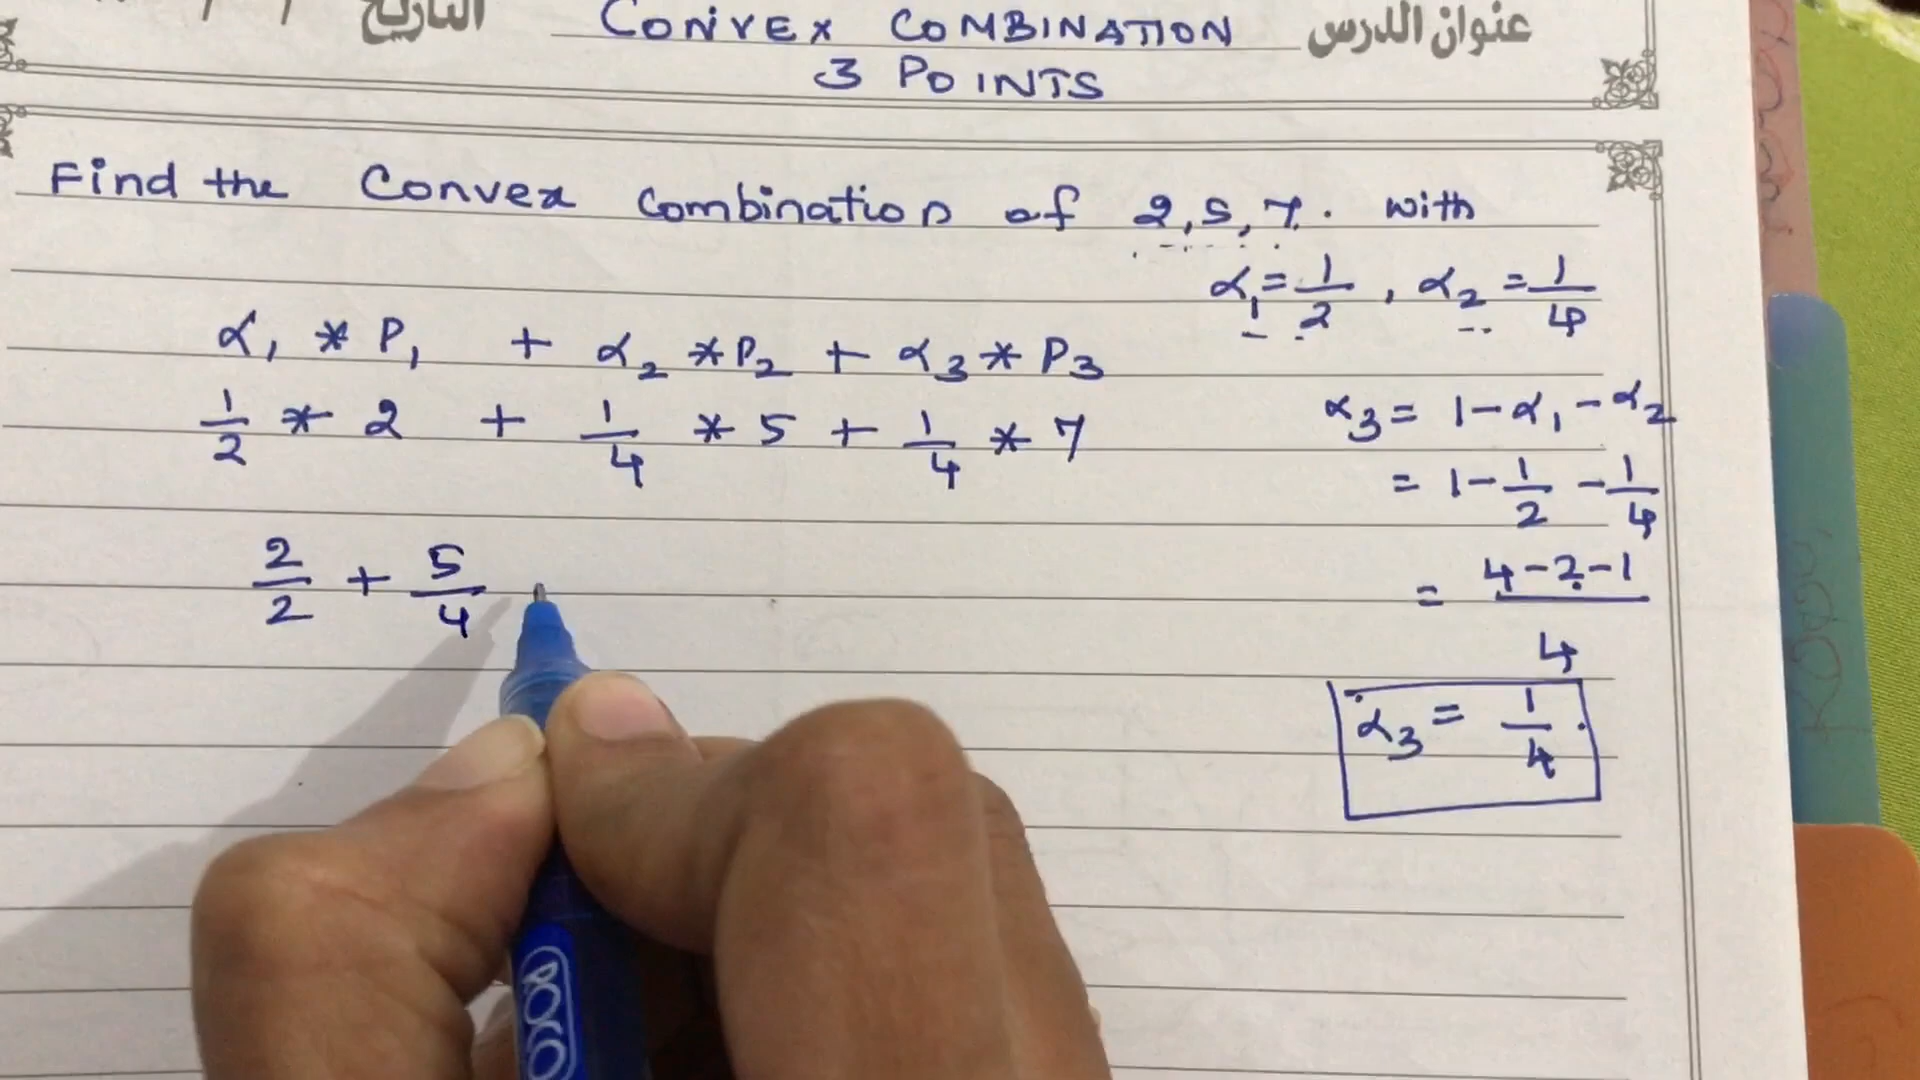 التاريخ / / CONVEX COMBINATION عنوان الدرس
3 POINTS
Find the Convex Combination of 2, 5, 7. with
α₁ = 1/2 , α₂ = 1/4
α₁ * P₁ + α₂ * P₂ + α₃ * P₃
1/2 * 2 + 1/4 * 5 + 1/4 * 7
α₃ = 1 - α₁ - α₂
= 1 - 1/2 - 1/4
2/2 + 5/4
= 4 - 2 - 1 / 4
α₃ = 1/4
POCO